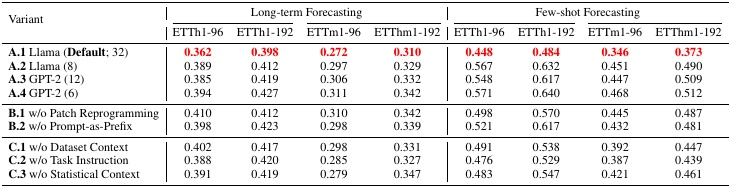 Variant Long-term Forecasting Few-shot Forecasting
ETTh1-96 ETTh1-192 ETTm1-96 ETThm1-192 ETTh1-96 ETTh1-192 ETTm1-96 ETThm1-192
A.1 Llama (Default; 32) 0.362 0.398 0.272 0.310 0.448 0.484 0.346 0.373
A.2 Llama (8) 0.389 0.412 0.297 0.329 0.567 0.632 0.451 0.490
A.3 GPT-2 (12) 0.385 0.419 0.306 0.332 0.548 0.617 0.447 0.509
A.4 GPT-2 (6) 0.394 0.427 0.311 0.342 0.571 0.640 0.468 0.512
B.1 w/o Patch Reprogramming 0.410 0.412 0.310 0.342 0.498 0.570 0.445 0.487
B.2 w/o Prompt-as-Prefix 0.398 0.423 0.298 0.339 0.521 0.617 0.432 0.481
C.1 w/o Dataset Context 0.402 0.417 0.298 0.331 0.491 0.538 0.392 0.447
C.2 w/o Task Instruction 0.388 0.420 0.285 0.327 0.476 0.529 0.387 0.439
C.3 w/o Statistical Context 0.391 0.419 0.279 0.347 0.483 0.547 0.421 0.461